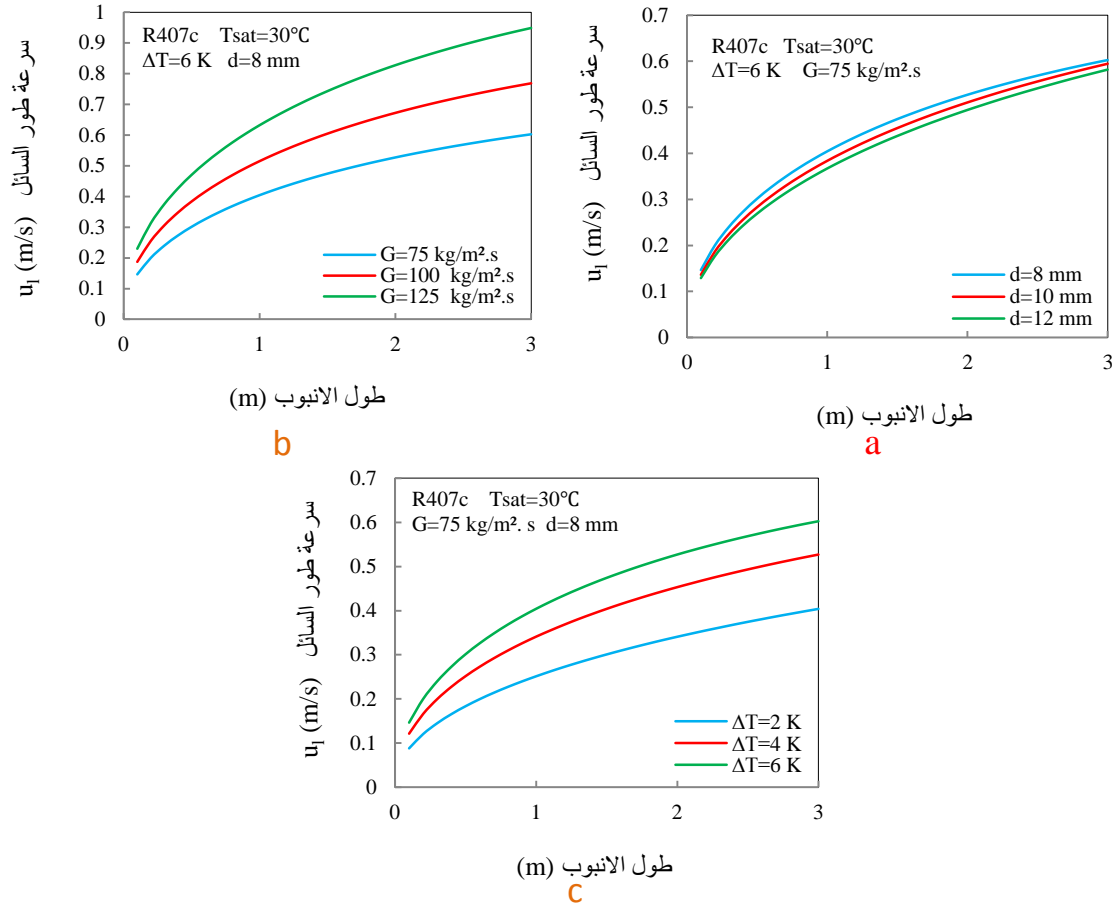 R407c Tsat=30℃
ΔT=6 K d=8 mm
سرعة طور السائل
u_l (m/s)
1
0.9
0.8
0.7
0.6
0.5
0.4
0.3
0.2
0.1
0
G=75 kg/m².s
G=100 kg/m².s
G=125 kg/m².s
0 1 2 3
طول الانبوب (m)
b
R407c Tsat=30℃
ΔT=6 K G=75 kg/m².s
سرعة طور السائل
u_l (m/s)
0.7
0.6
0.5
0.4
0.3
0.2
0.1
0
d=8 mm
d=10 mm
d=12 mm
0 1 2 3
طول الانبوب (m)
a
R407c Tsat=30℃
G=75 kg/m². s d=8 mm
سرعة طور السائل
u_l (m/s)
0.7
0.6
0.5
0.4
0.3
0.2
0.1
0
ΔT=2 K
ΔT=4 K
ΔT=6 K
0 1 2 3
طول الانبوب (m)
c